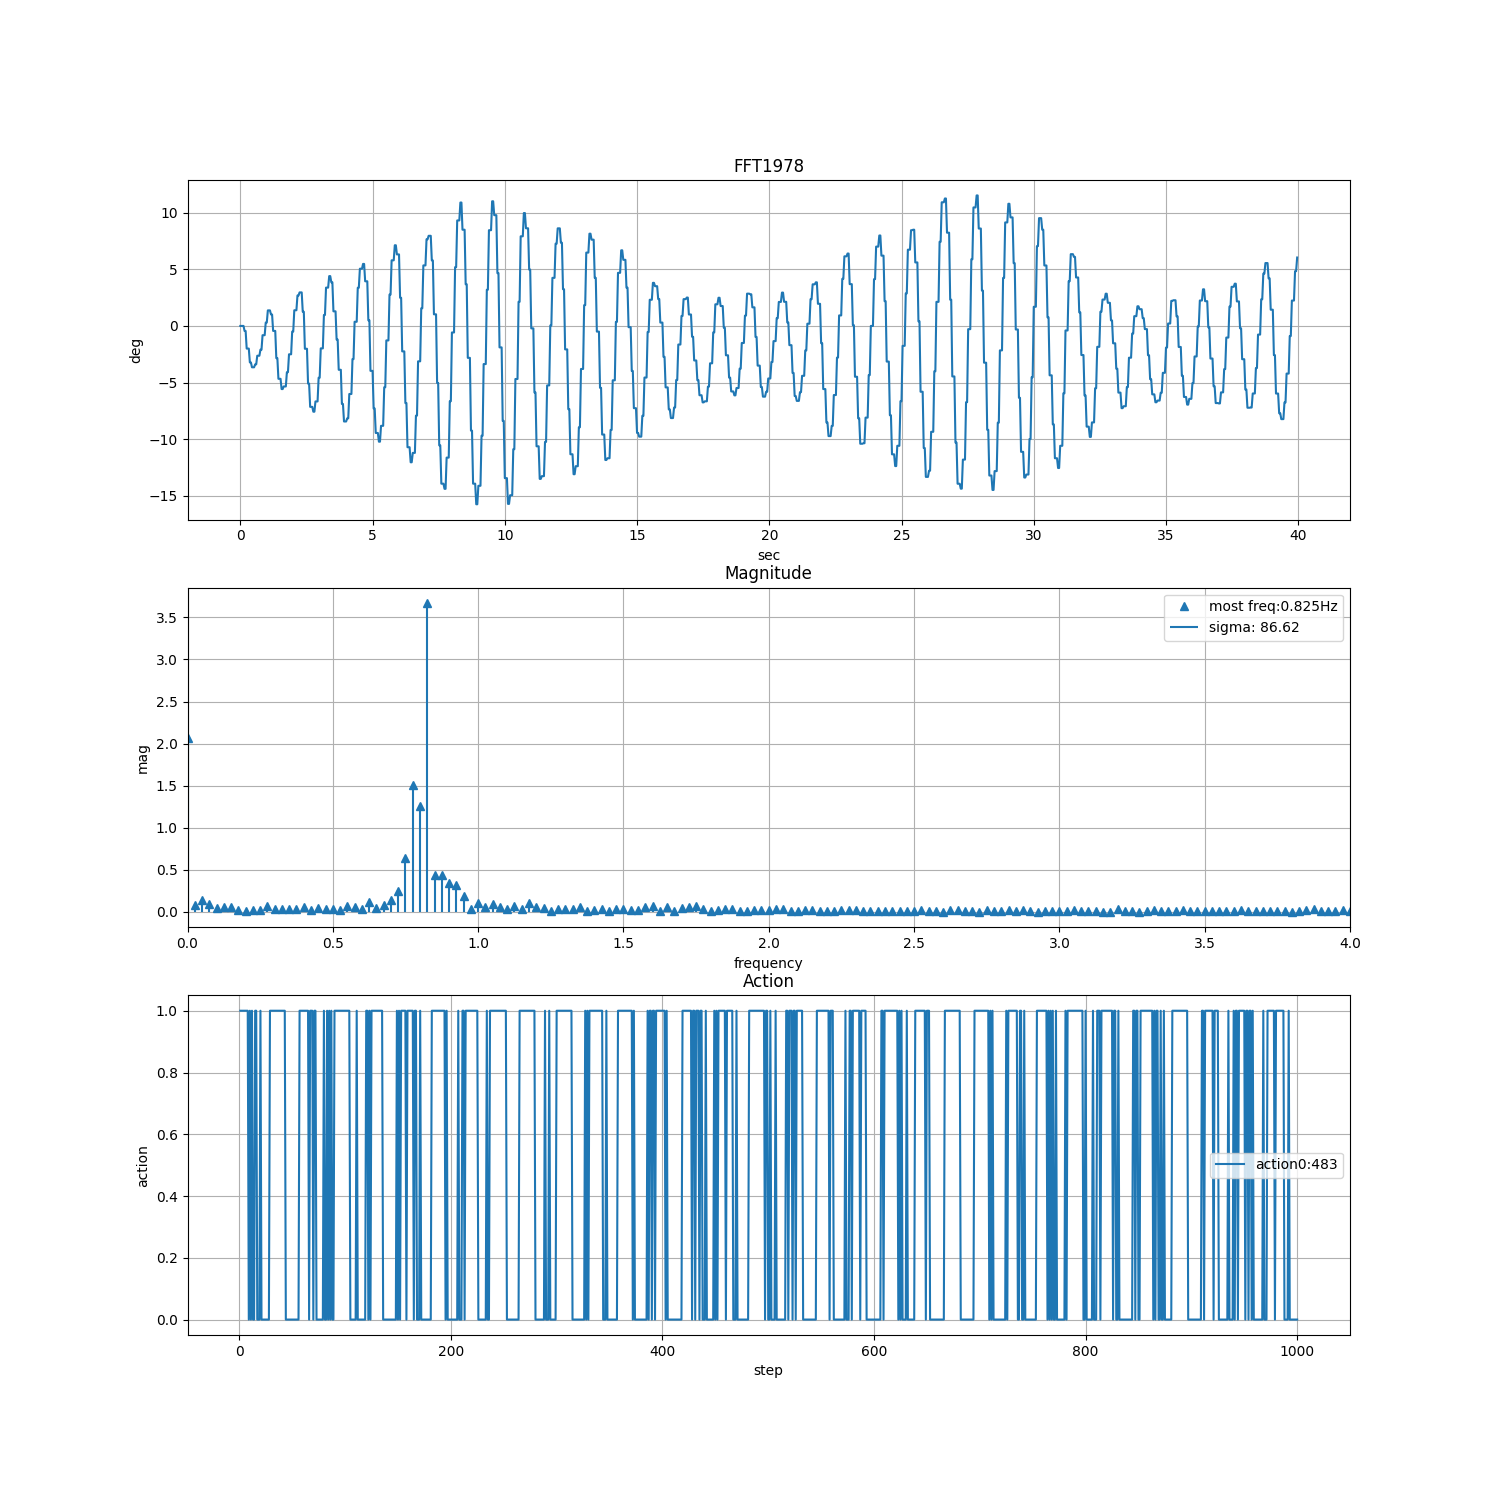 FFT1978
10
5
0
−5
−10
−15
deg
0 5 10 15 20 25 30 35 40
sec
Magnitude
most freq:0.825Hz
sigma: 86.62
3.5
3.0
2.5
2.0
1.5
1.0
0.5
0.0
mag
0.0 0.5 1.0 1.5 2.0 2.5 3.0 3.5 4.0
frequency
Action
1.0
0.8
0.6
0.4
0.2
0.0
action
action0:483
0 200 400 600 800 1000
step